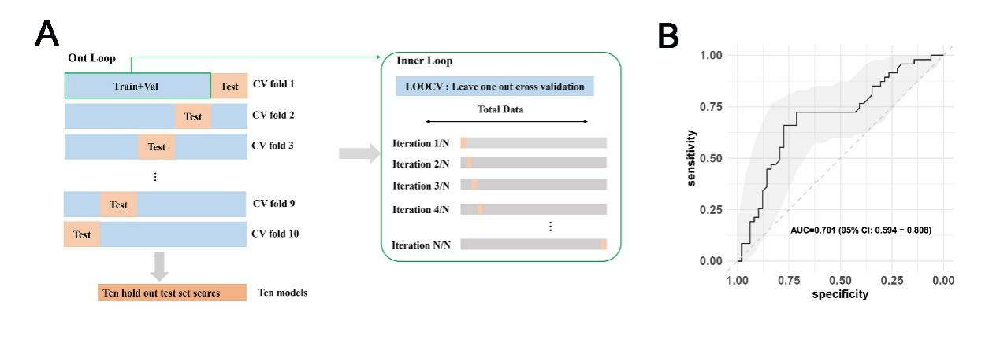 A
Out Loop
Train+Val
Test
CV fold 1
Test
CV fold 2
Test
CV fold 3
⋮
Test
CV fold 9
Test
CV fold 10
Ten hold out test set scores
Ten models
Inner Loop
LOOCV : Leave one out cross validation
Total Data
Iteration 1/N
Iteration 2/N
Iteration 3/N
Iteration 4/N
⋮
Iteration N/N
B
1.00
0.75
0.50
0.25
0.00
sensitivity
AUC=0.701 (95% CI: 0.594 − 0.808)
1.00 0.75 0.50 0.25 0.00
specificity